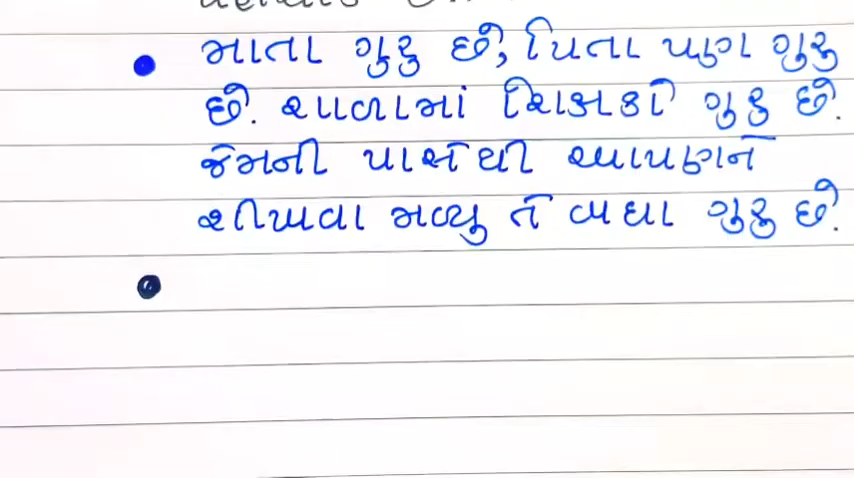 માતા ગુરુ છે, પિતા પણ ગુરુ
છે. શાળામાં શિક્ષકો ગુરુ છે.
જેમની પાસેથી આપણને
શીખવા મળ્યુ તે બધા ગુરુ છે.